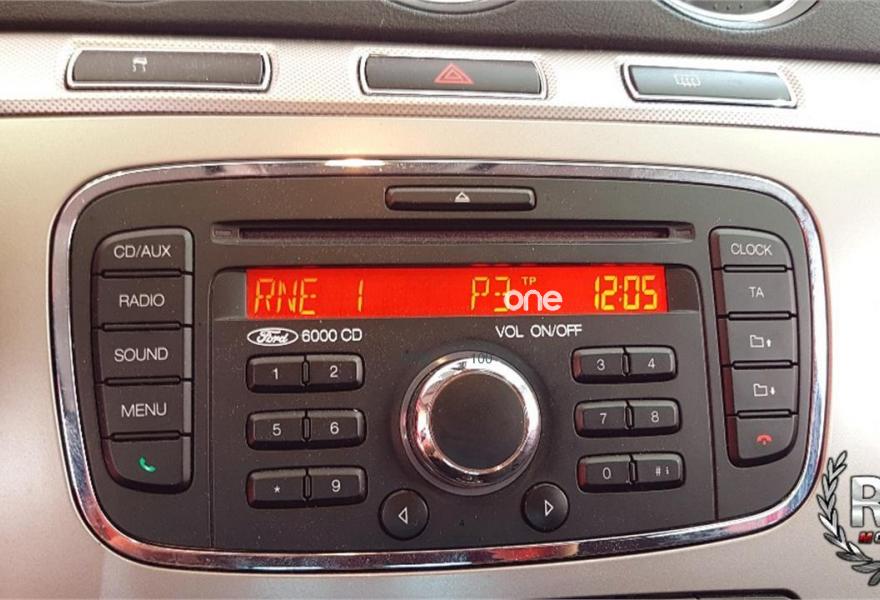 CD/AUX
RADIO
SOUND
MENU
RNE 1 P3 TP 12:05
one
Ford 6000 CD
VOL ON/OFF
1 2
5 6
* 9
3 4
7 8
0 # i
CLOCK
TA
R